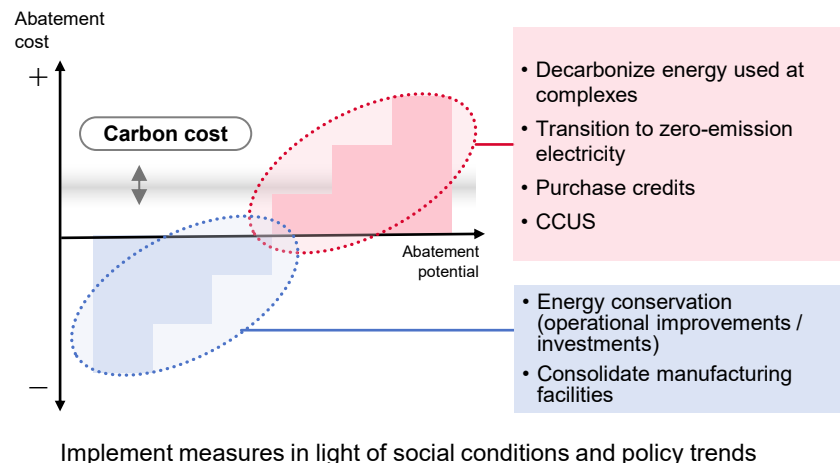 Abatement
cost
+
Carbon cost
Abatement
potential
−
• Decarbonize energy used at
complexes
• Transition to zero-emission
electricity
• Purchase credits
• CCUS
• Energy conservation
(operational improvements /
investments)
• Consolidate manufacturing
facilities
Implement measures in light of social conditions and policy trends